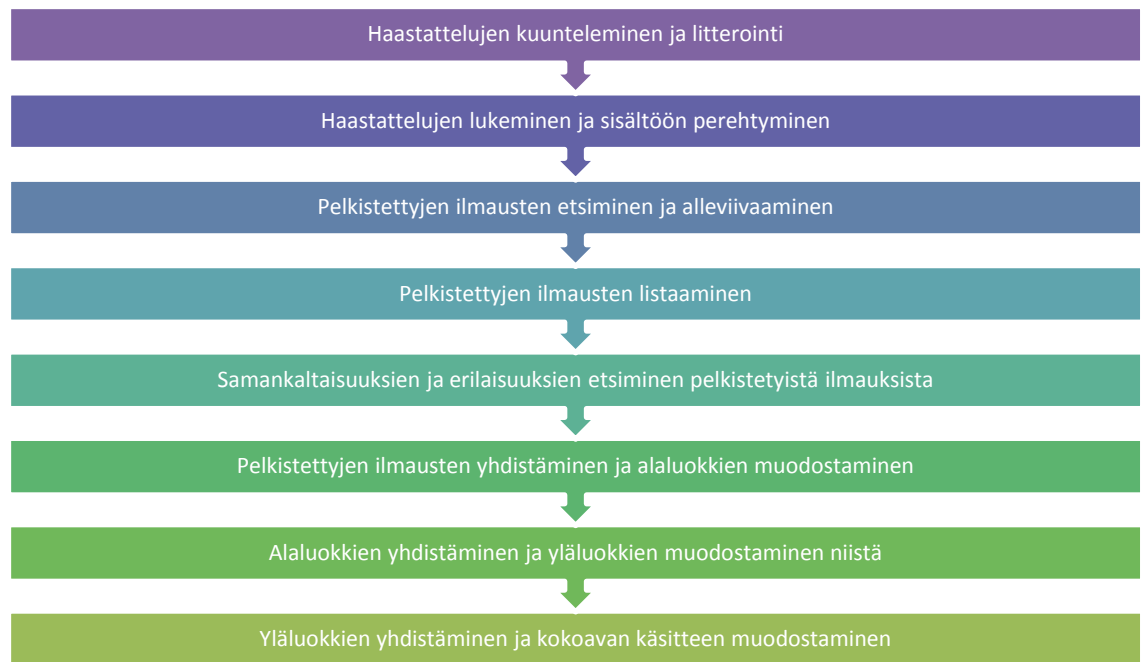 Haastattelujen kuunteleminen ja litterointi
Haastattelujen lukeminen ja sisältöön perehtyminen
Pelkistettyjen ilmausten etsiminen ja alleviivaaminen
Pelkistettyjen ilmausten listaaminen
Samankaltaisuuksien ja erilaisuuksien etsiminen pelkistetyistä ilmauksista
Pelkistettyjen ilmausten yhdistäminen ja alaluokkien muodostaminen
Alaluokkien yhdistäminen ja yläluokkien muodostaminen niistä
Yläluokkien yhdistäminen ja kokoavan käsitteen muodostaminen